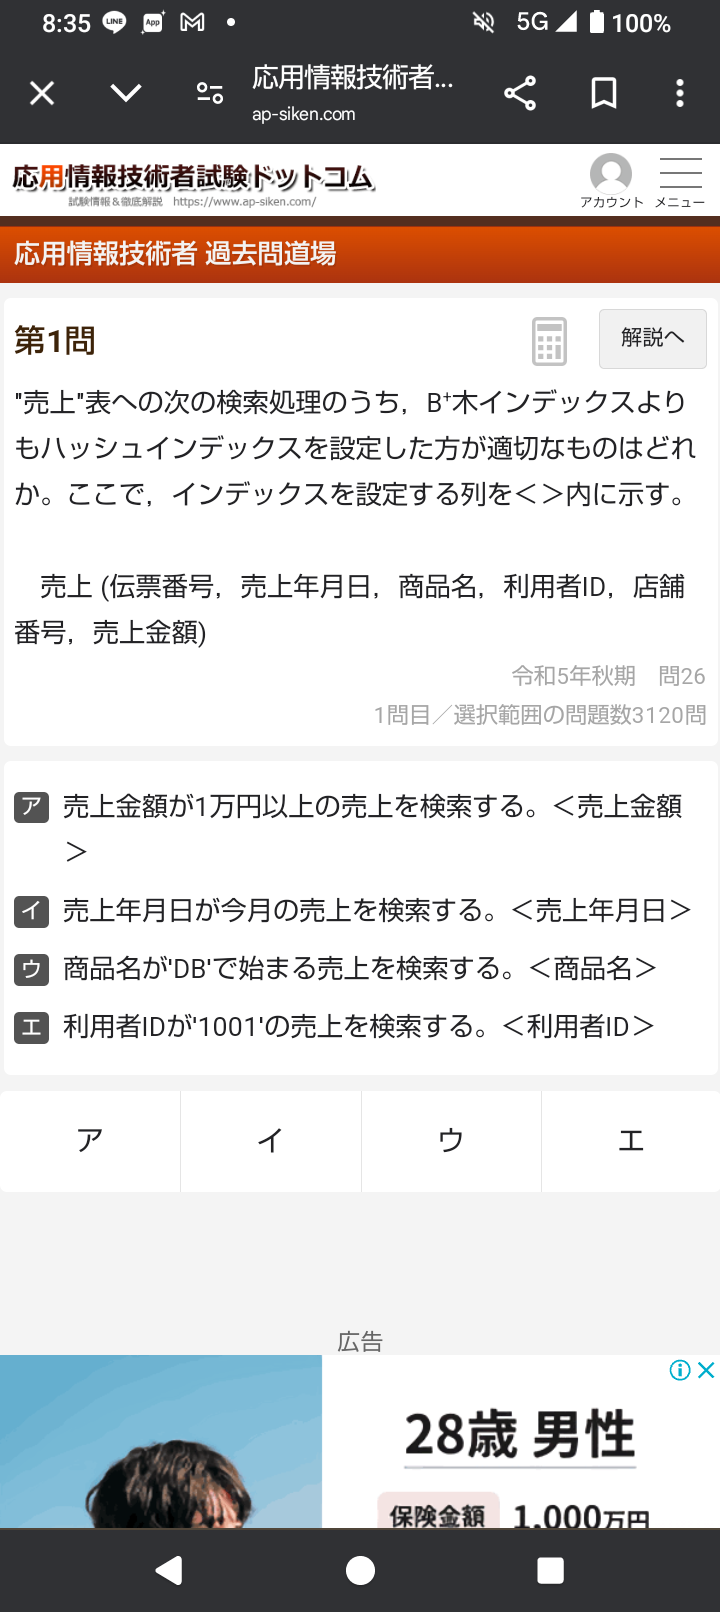 8:35 LINE App 5G 100%
応用情報技術者...
ap-siken.com
応用情報技術者試験ドットコム
試験情報＆徹底解説 https://www.ap-siken.com/
アカウント メニュー
応用情報技術者 過去問道場
第1問
解説へ
"売上"表への次の検索処理のうち，B+木インデックスより
もハッシュインデックスを設定した方が適切なものはどれ
か。ここで，インデックスを設定する列を＜＞内に示す。
売上 (伝票番号，売上年月日，商品名，利用者ID，店舗
番号，売上金額)
令和5年秋期 問26
1問目／選択範囲の問題数3120問
ア 売上金額が1万円以上の売上を検索する。＜売上金額
＞
イ 売上年月日が今月の売上を検索する。＜売上年月日＞
ウ 商品名が'DB'で始まる売上を検索する。＜商品名＞
エ 利用者IDが'1001'の売上を検索する。＜利用者ID＞
ア イ ウ エ
広告
28歳 男性
保険金額 1,000万円